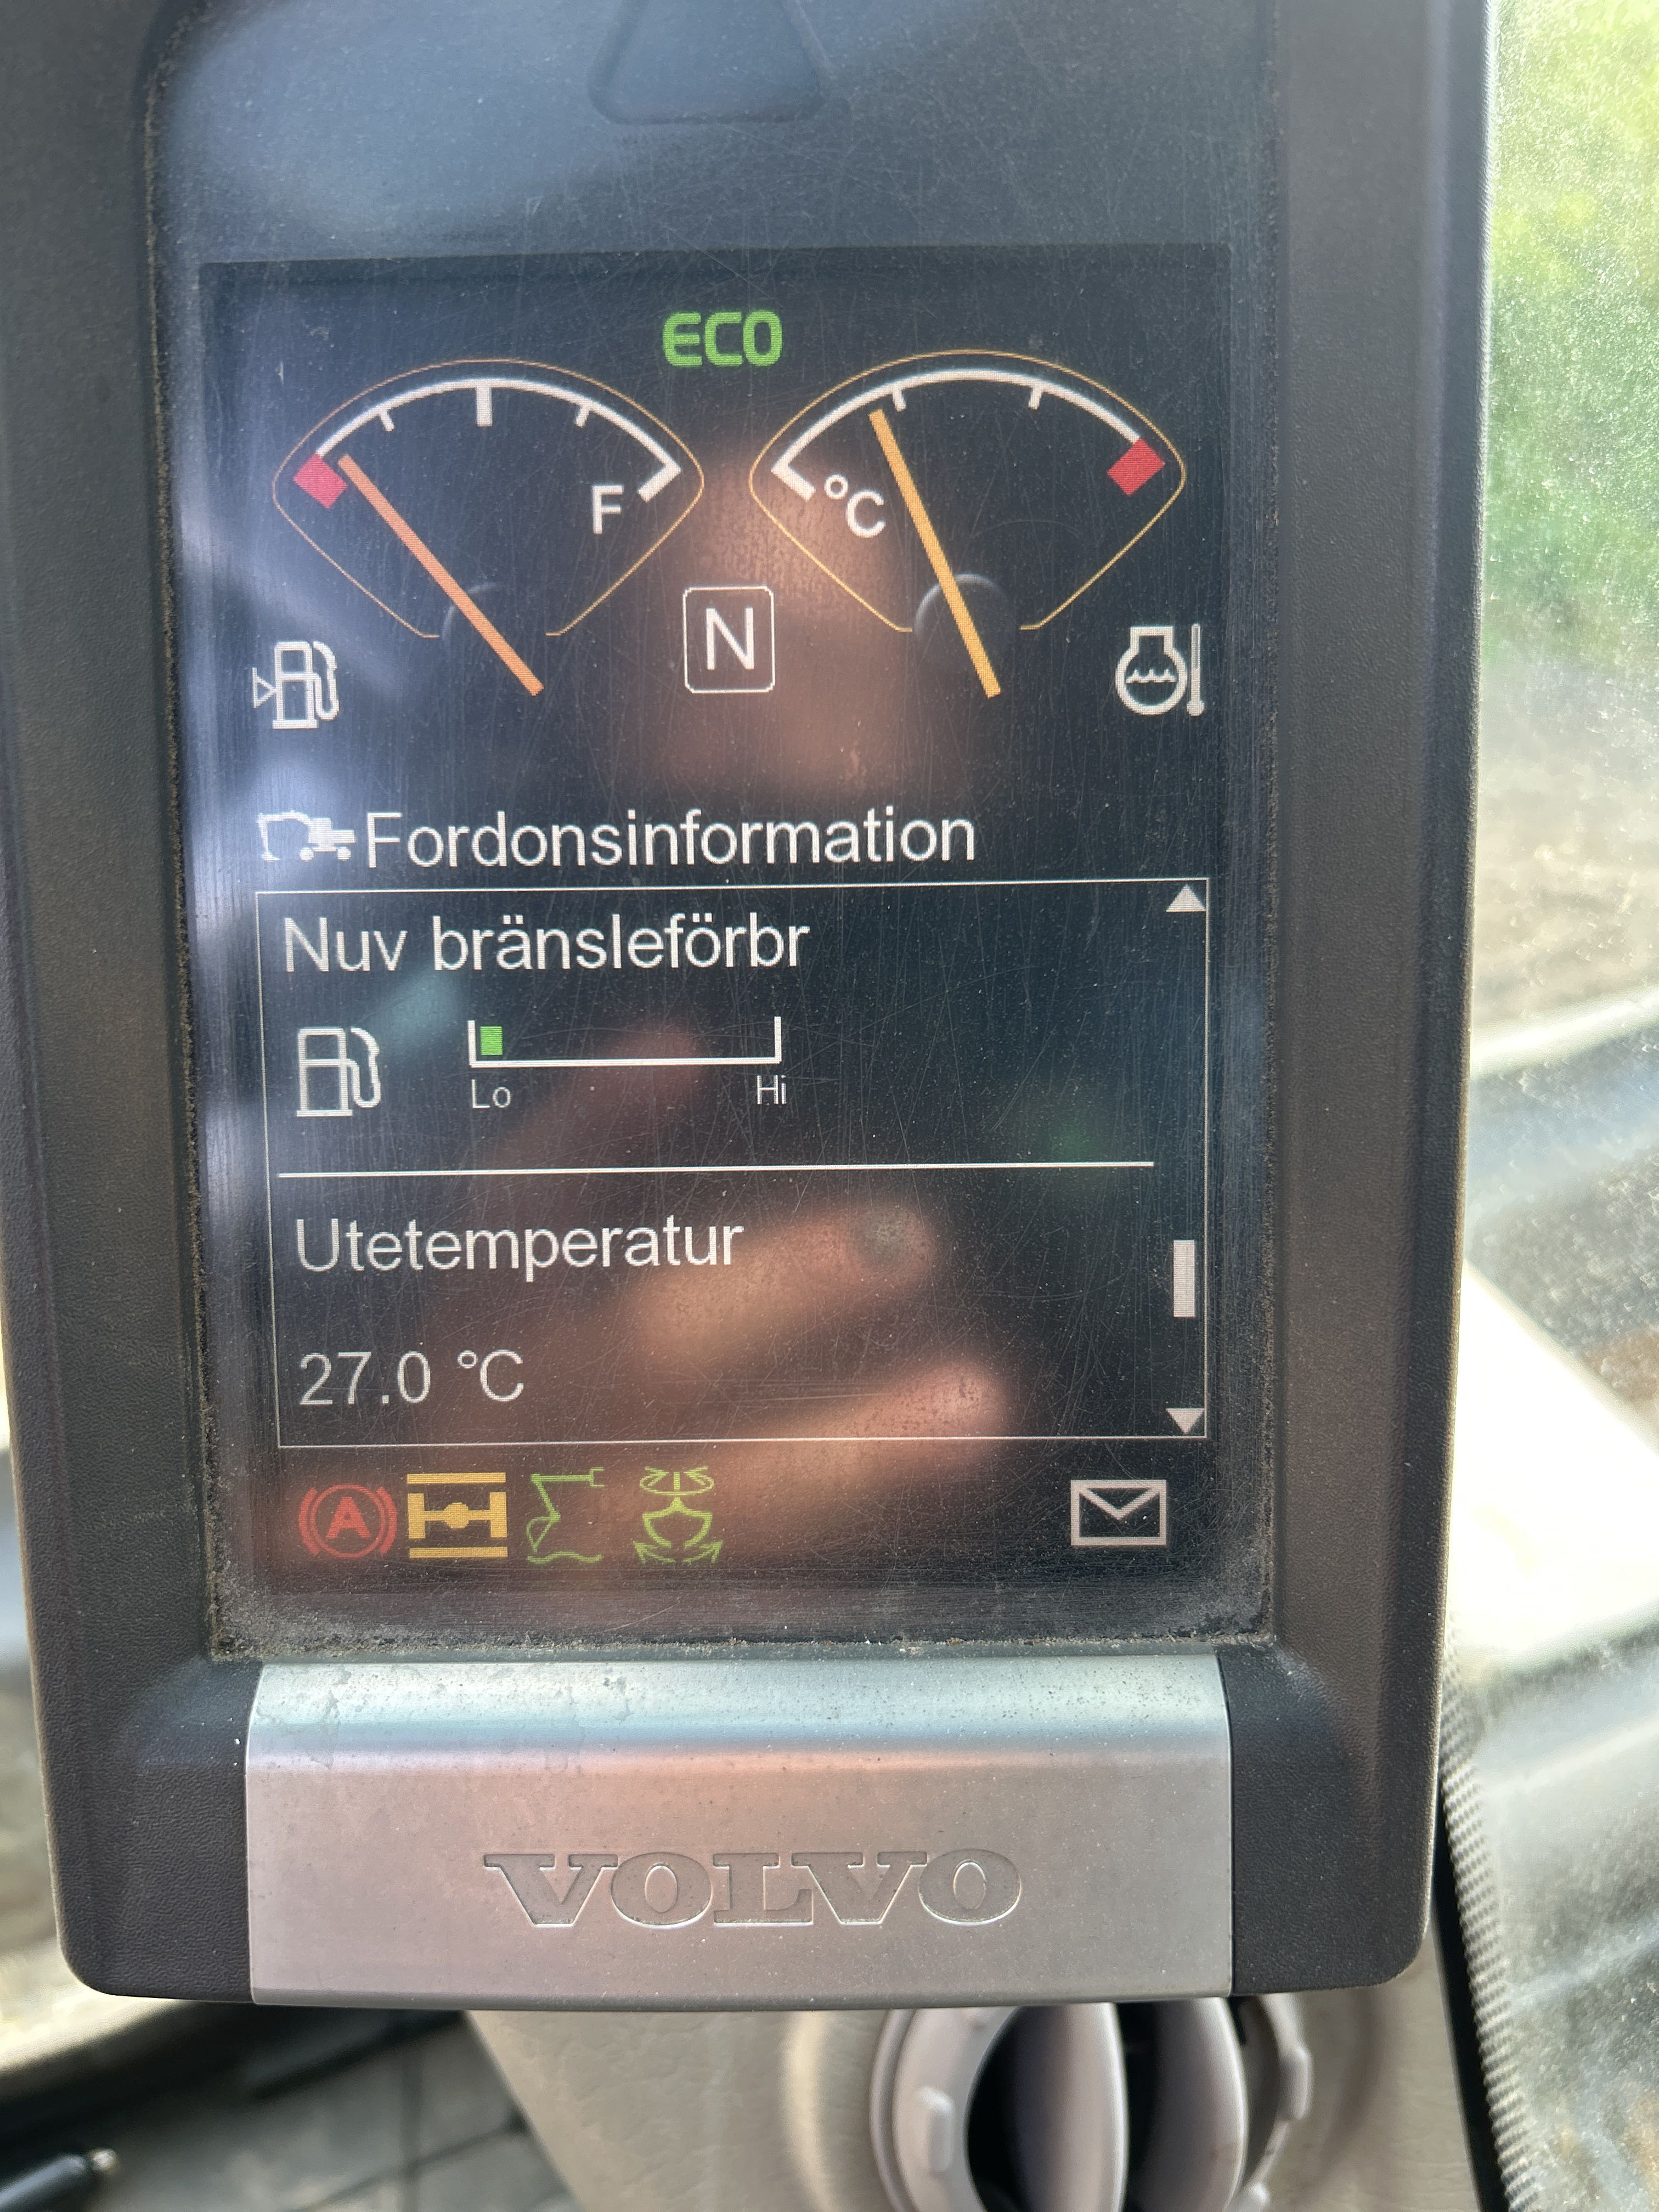 ECO
F
°C
N
Fordonsinformation
Nuv bränsleförbr
Lo Hi
Utetemperatur
27.0 °C
A
VOLVO